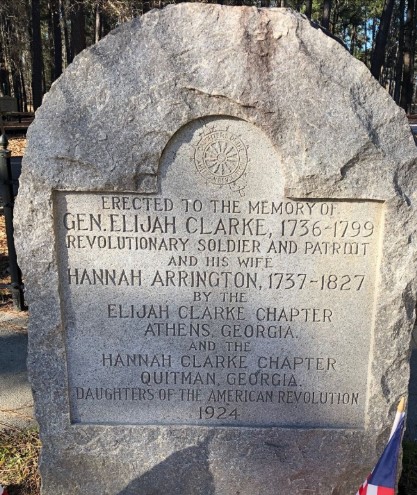 ERECTED TO THE MEMORY OF
GEN. ELIJAH CLARKE, 1736-1799
REVOLUTIONARY SOLDIER AND PATRIOT
AND HIS WIFE
HANNAH ARRINGTON, 1737-1827
BY THE
ELIJAH CLARKE CHAPTER
ATHENS, GEORGIA.
AND THE
HANNAH CLARKE CHAPTER
QUITMAN, GEORGIA.
DAUGHTERS OF THE AMERICAN REVOLUTION
1924